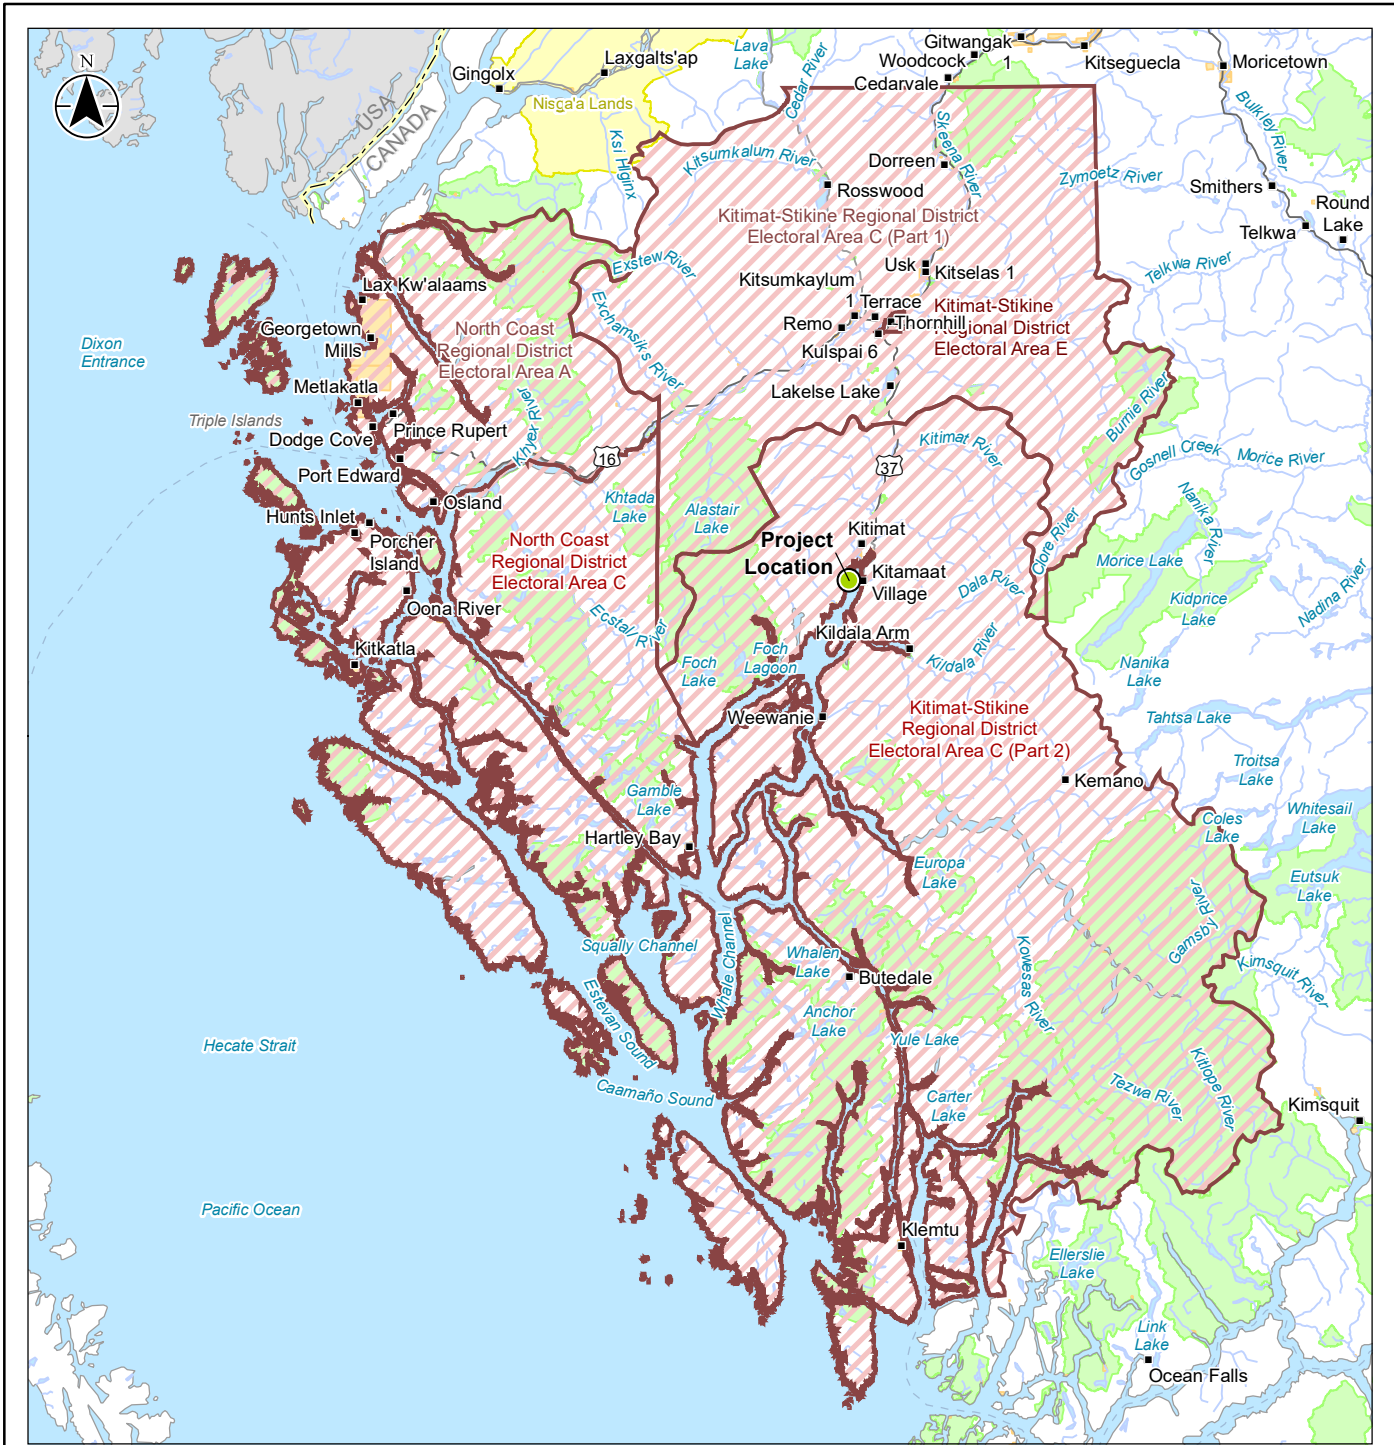 N
USA
CANADA
Gingolx
Laxgalts'ap
Nisga'a Lands
Ksi Hlginx
Lava
Lake
Cedar River
Gitwangak
1
Woodcock
Cedarvale
Kitseguecla
Moricetown
Bulkley River
Skeena River
Dorreen
Kitsumkalum River
Rosswood
Zymoetz River
Smithers
Round
Lake
Telkwa
Telkwa River
Kitimat-Stikine Regional District
Electoral Area C (Part 1)
Exstew River
Exchamsiks River
Usk
Kitselas 1
Kitsumkaylum
1
Terrace
Remo
Thornhill
Kulspai 6
Kitimat-Stikine
Regional District
Electoral Area E
Lakelse Lake
Lax Kw'alaams
Georgetown
Mills
North Coast
Regional District
Electoral Area A
Dixon
Entrance
Metlakatla
Triple Islands
Dodge Cove
Prince Rupert
Port Edward
Khyex River
16
37
Kitimat River
Burnie River
Gosnell Creek
Morice River
Nanika River
Osland
Hunts Inlet
Porcher
Island
Khtada
Lake
Alastair
Lake
North Coast
Regional District
Electoral Area C
Kitimat
Project
Location
Kitamaat
Village
Clore River
Dala River
Morice Lake
Kidprice
Lake
Nadina River
Oona River
Ecstall River
Kitkatla
Kildala Arm
Kildala River
Foch
Lake
Foch
Lagoon
Nanika
Lake
Weewanie
Kitimat-Stikine
Regional District
Electoral Area C (Part 2)
Tahtsa Lake
Troitsa
Lake
Kemano
Whitesail
Lake
Coles
Lake
Gamble
Lake
Hartley Bay
Europa
Lake
Eutsuk
Lake
Gamsby River
Squally Channel
Whale Channel
Whalen
Lake
Butedale
Kowesas River
Kimsquit River
Estevan Sound
Anchor
Lake
Yule Lake
Hecate Strait
Caamaño Sound
Carter
Lake
Tezwa River
Kitlope River
Kimsquit
Pacific Ocean
Klemtu
Ellerslie
Lake
Link
Lake
Ocean Falls